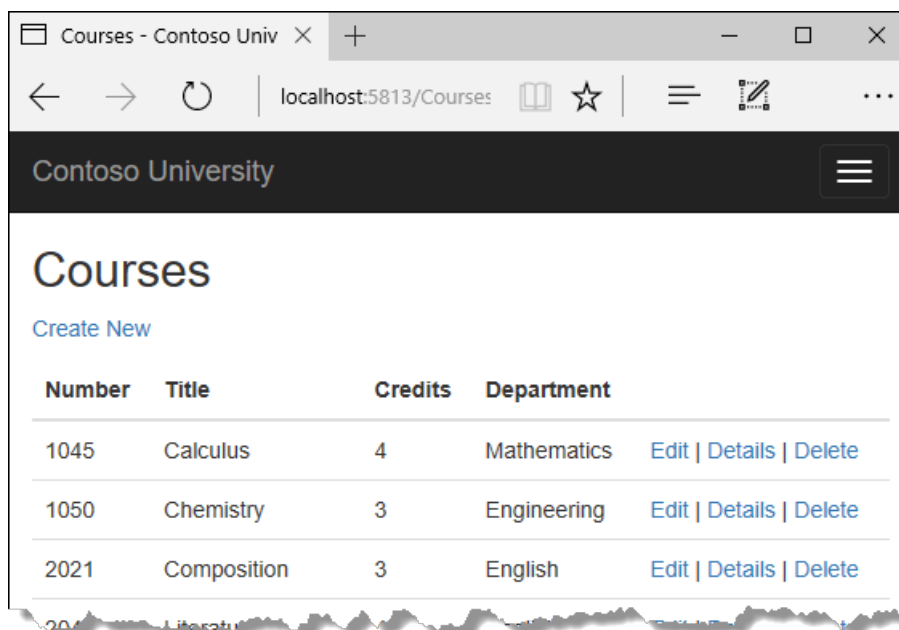 Courses - Contoso Univ
localhost:5813/Courses
Contoso University
Courses
Create New
Number Title Credits Department
1045 Calculus 4 Mathematics Edit | Details | Delete
1050 Chemistry 3 Engineering Edit | Details | Delete
2021 Composition 3 English Edit | Details | Delete